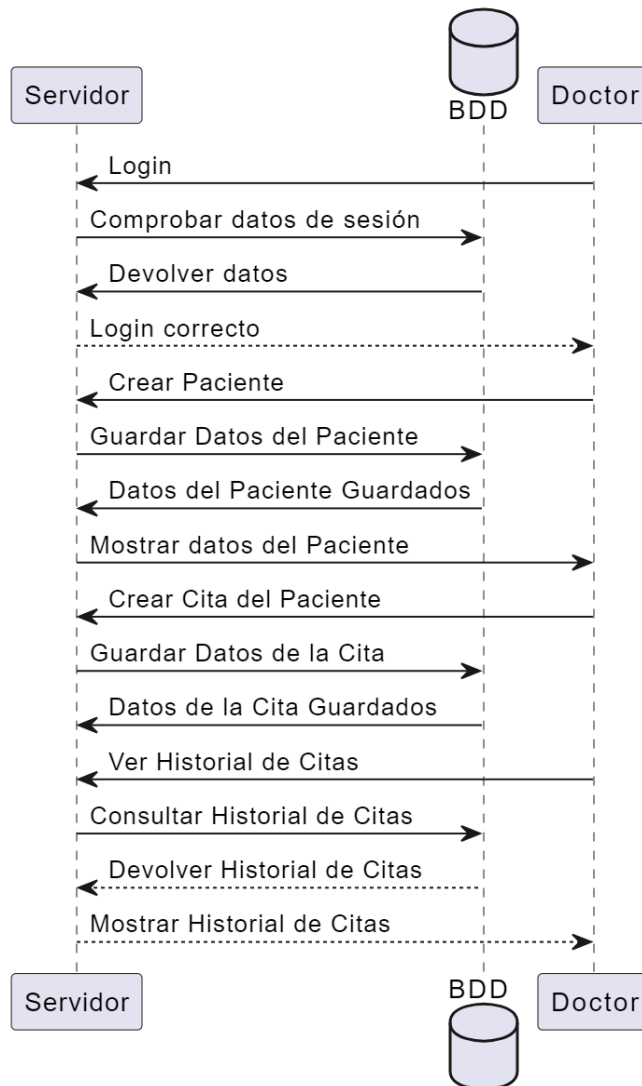 Servidor
BDD
Doctor
Login
Comprobar datos de sesión
Devolver datos
Login correcto
Crear Paciente
Guardar Datos del Paciente
Datos del Paciente Guardados
Mostrar datos del Paciente
Crear Cita del Paciente
Guardar Datos de la Cita
Datos de la Cita Guardados
Ver Historial de Citas
Consultar Historial de Citas
Devolver Historial de Citas
Mostrar Historial de Citas
Servidor
BDD
Doctor